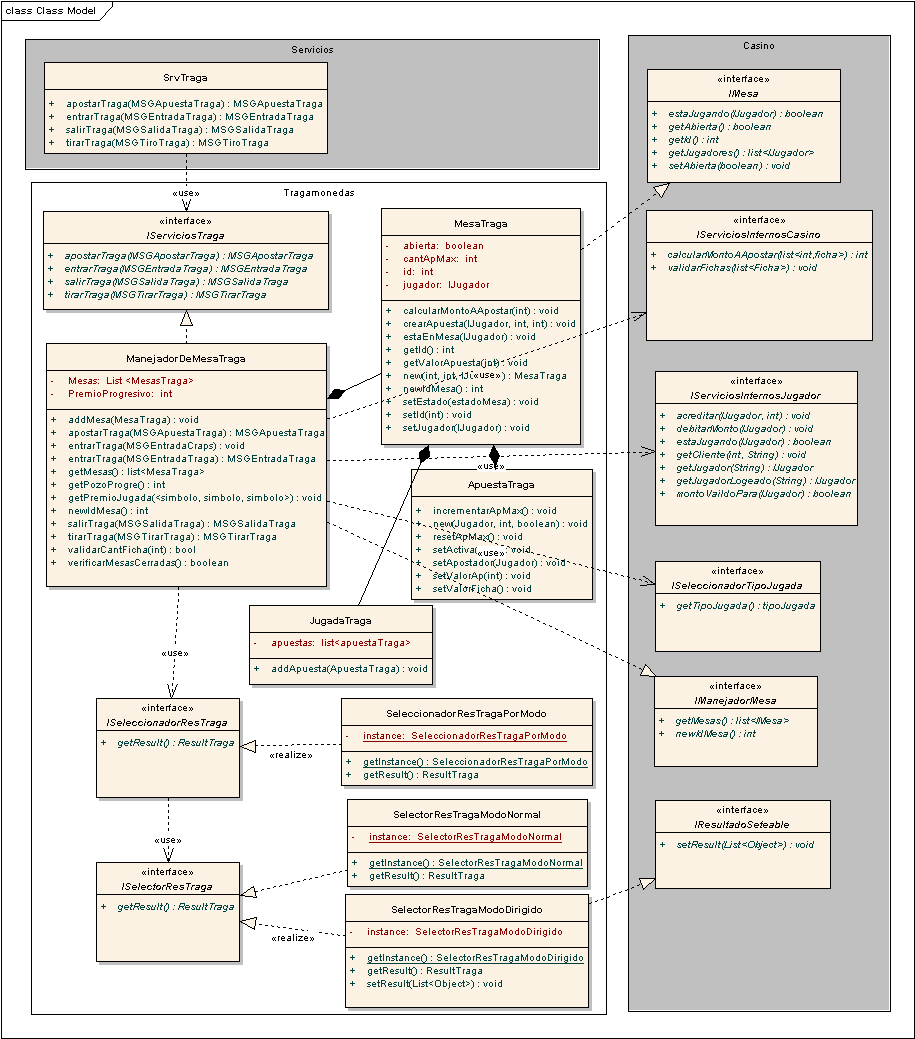 class Class Model
Servicios
SrvTraga
+ apostarTraga(MSGApuestaTraga) : MSGApuestaTraga
+ entrarTraga(MSGEntradaTraga) : MSGEntradaTraga
+ salirTraga(MSGSalidaTraga) : MSGSalidaTraga
+ tirarTraga(MSGTiroTraga) : MSGTiroTraga
«use»
Tragamonedas
«interface»
IServiciosTraga
+ apostarTraga(MSGApostarTraga) : MSGApostarTraga
+ entrarTraga(MSGEntradaTraga) : MSGEntradaTraga
+ salirTraga(MSGSalidaTraga) : MSGSalidaTraga
+ tirarTraga(MSGTirarTraga) : MSGTirarTraga
ManejadorDeMesaTraga
- Mesas: List <MesasTraga>
- PremioProgresivo: int
+ addMesa(MesaTraga) : void
+ apostarTraga(MSGApuestaTraga) : MSGApuestaTraga
+ entrarTraga(MSGEntradaCraps) : void
+ entrarTraga(MSGEntradaTraga) : MSGEntradaTraga
+ getMesas() : list<MesaTraga>
+ getPozoProgre() : int
+ getPremioJugada(<simbolo, simbolo, simbolo>) : void
+ newIdMesa() : int
+ salirTraga(MSGSalidaTraga) : MSGSalidaTraga
+ tirarTraga(MSGTirarTraga) : MSGTirarTraga
+ validarCantFicha(int) : bool
+ verificarMesasCerradas() : boolean
MesaTraga
- abierta: boolean
- cantApMax: int
- id: int
- jugador: IJugador
+ calcularMontoAApostar(int) : void
+ crearApuesta(IJugador, int, int) : void
+ estaEnMesa(IJugador) : void
+ getId() : int
+ getValorApuesta(int) : void
+ new(int, int, IJu ) : MesaTraga
«use»
+ newIdMesa() : int
+ setEstado(estadoMesa) : void
+ setId(int) : void
+ setJugador(IJugador) : void
«use»
ApuestaTraga
+ incrementarApMax() : void
+ new(Jugador, int, boolean) : void
+ resetApMax() : void
+ setActivar : void
«use»
+ setApostador(Jugador) : void
+ setValorAp(int) : void
+ setValorFicha() : void
JugadaTraga
- apuestas: list<apuestaTraga>
+ addApuesta(ApuestaTraga) : void
«use»
«interface»
ISeleccionadorResTraga
+ getResult() : ResultTraga
«realize»
SeleccionadorResTragaPorModo
- instance: SeleccionadorResTragaPorModo
+ getInstance() : SeleccionadorResTragaPorModo
+ getResult() : ResultTraga
«use»
SelectorResTragaModoNormal
- instance: SelectorResTragaModoNormal
+ getInstance() : SelectorResTragaModoNormal
+ getResult() : ResultTraga
«interface»
ISelectorResTraga
+ getResult() : ResultTraga
«realize»
SelectorResTragaModoDirigido
- instance: SelectorResTragaModoDirigido
+ getInstance() : SelectorResTragaModoDirigido
+ getResult() : ResultTraga
+ setResult(List<Object>) : void
Casino
«interface»
IMesa
+ estaJugando(IJugador) : boolean
+ getAbierta() : boolean
+ getId() : int
+ getJugadores() : list<IJugador>
+ setAbierta(boolean) : void
«interface»
IServiciosInternosCasino
+ calcularMontoAApostar(list<int,ficha>) : int
+ validarFichas(list<Ficha>) : void
«interface»
IServiciosInternosJugador
+ acreditar(IJugador, int) : void
+ debitarMonto(IJugador) : void
+ estaJugando(IJugador) : boolean
+ getCliente(int, String) : void
+ getJugador(String) : IJugador
+ getJugadorLogeado(String) : IJugador
+ montoVaildoPara(IJugador) : boolean
«interface»
ISeleccionadorTipoJugada
+ getTipoJugada() : tipoJugada
«interface»
IManejadorMesa
+ getMesas() : list<IMesa>
+ newIdMesa() : int
«interface»
IResultadoSeteable
+ setResult(List<Object>) : void